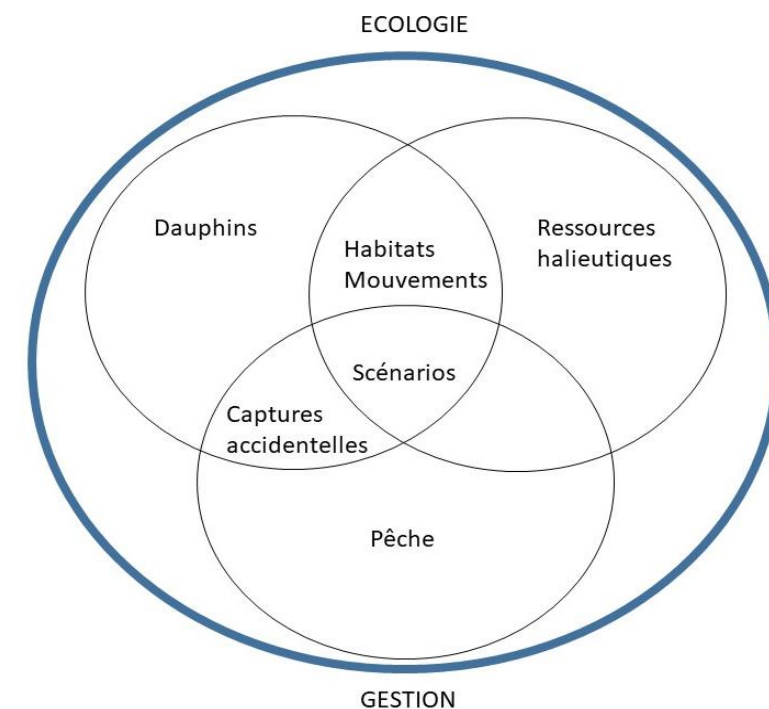 ECOLOGIE
Dauphins
Habitats
Mouvements
Ressources
halieutiques
Scénarios
Captures
accidentelles
Pêche
GESTION